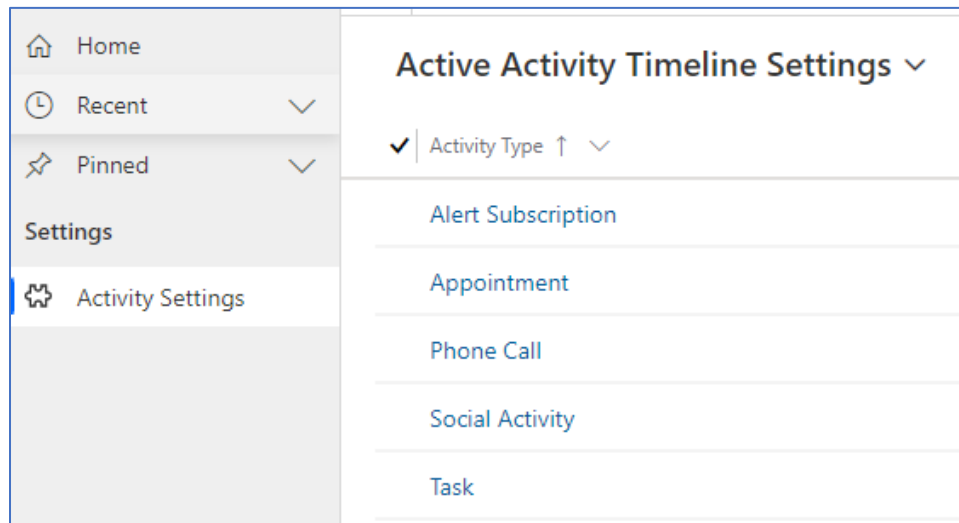 Home
Recent
Pinned
Settings
Activity Settings
Active Activity Timeline Settings
Activity Type ↑
Alert Subscription
Appointment
Phone Call
Social Activity
Task